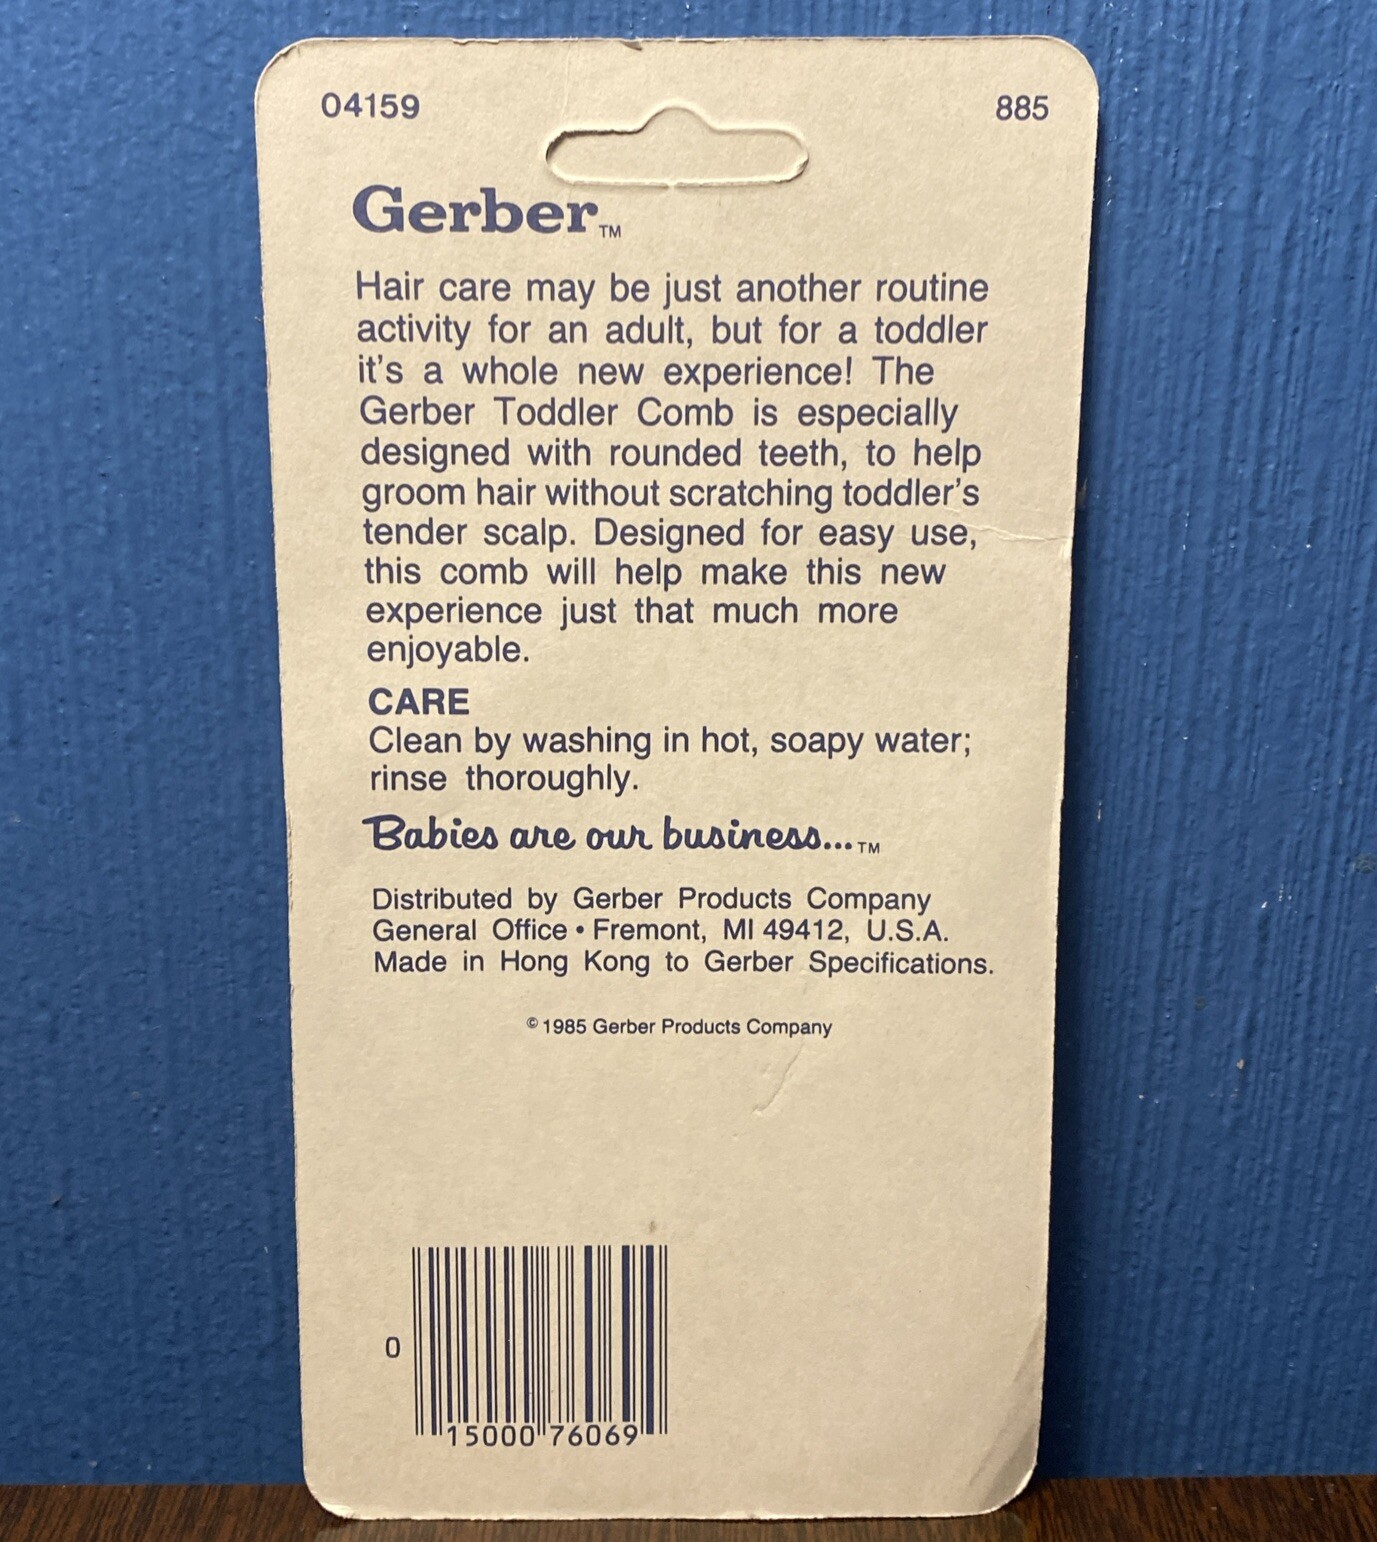 04159 885
Gerber™
Hair care may be just another routine
activity for an adult, but for a toddler
it's a whole new experience! The
Gerber Toddler Comb is especially
designed with rounded teeth, to help
groom hair without scratching toddler's
tender scalp. Designed for easy use,
this comb will help make this new
experience just that much more
enjoyable.
CARE
Clean by washing in hot, soapy water;
rinse thoroughly.
Babies are our business...™
Distributed by Gerber Products Company
General Office • Fremont, MI 49412, U.S.A.
Made in Hong Kong to Gerber Specifications.
© 1985 Gerber Products Company
0
15000 76069